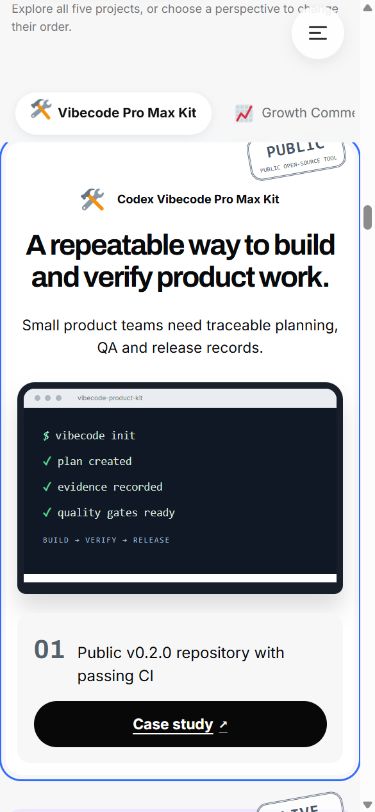 Explore all five projects, or choose a perspective to change
their order.
Vibecode Pro Max Kit
Growth Comme
PUBLIC
PUBLIC OPEN-SOURCE TOOL
Codex Vibecode Pro Max Kit
A repeatable way to build
and verify product work.
Small product teams need traceable planning,
QA and release records.
vibecode-product-kit
$ vibecode init
✓ plan created
✓ evidence recorded
✓ quality gates ready
BUILD → VERIFY → RELEASE
01
Public v0.2.0 repository with
passing CI
Case study ↗